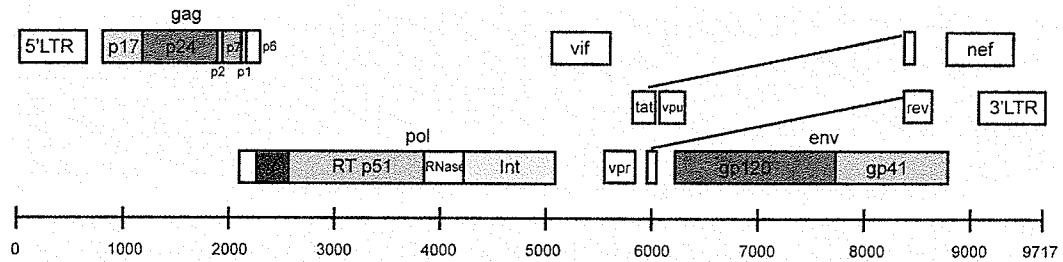 gag
5'LTR p17 p24 p7 p6 vif nef
p2 p1
tat vpu rev 3'LTR
pol env
RT p51 RNase Int vpr gp120 gp41
0 1000 2000 3000 4000 5000 6000 7000 8000 9000 9717